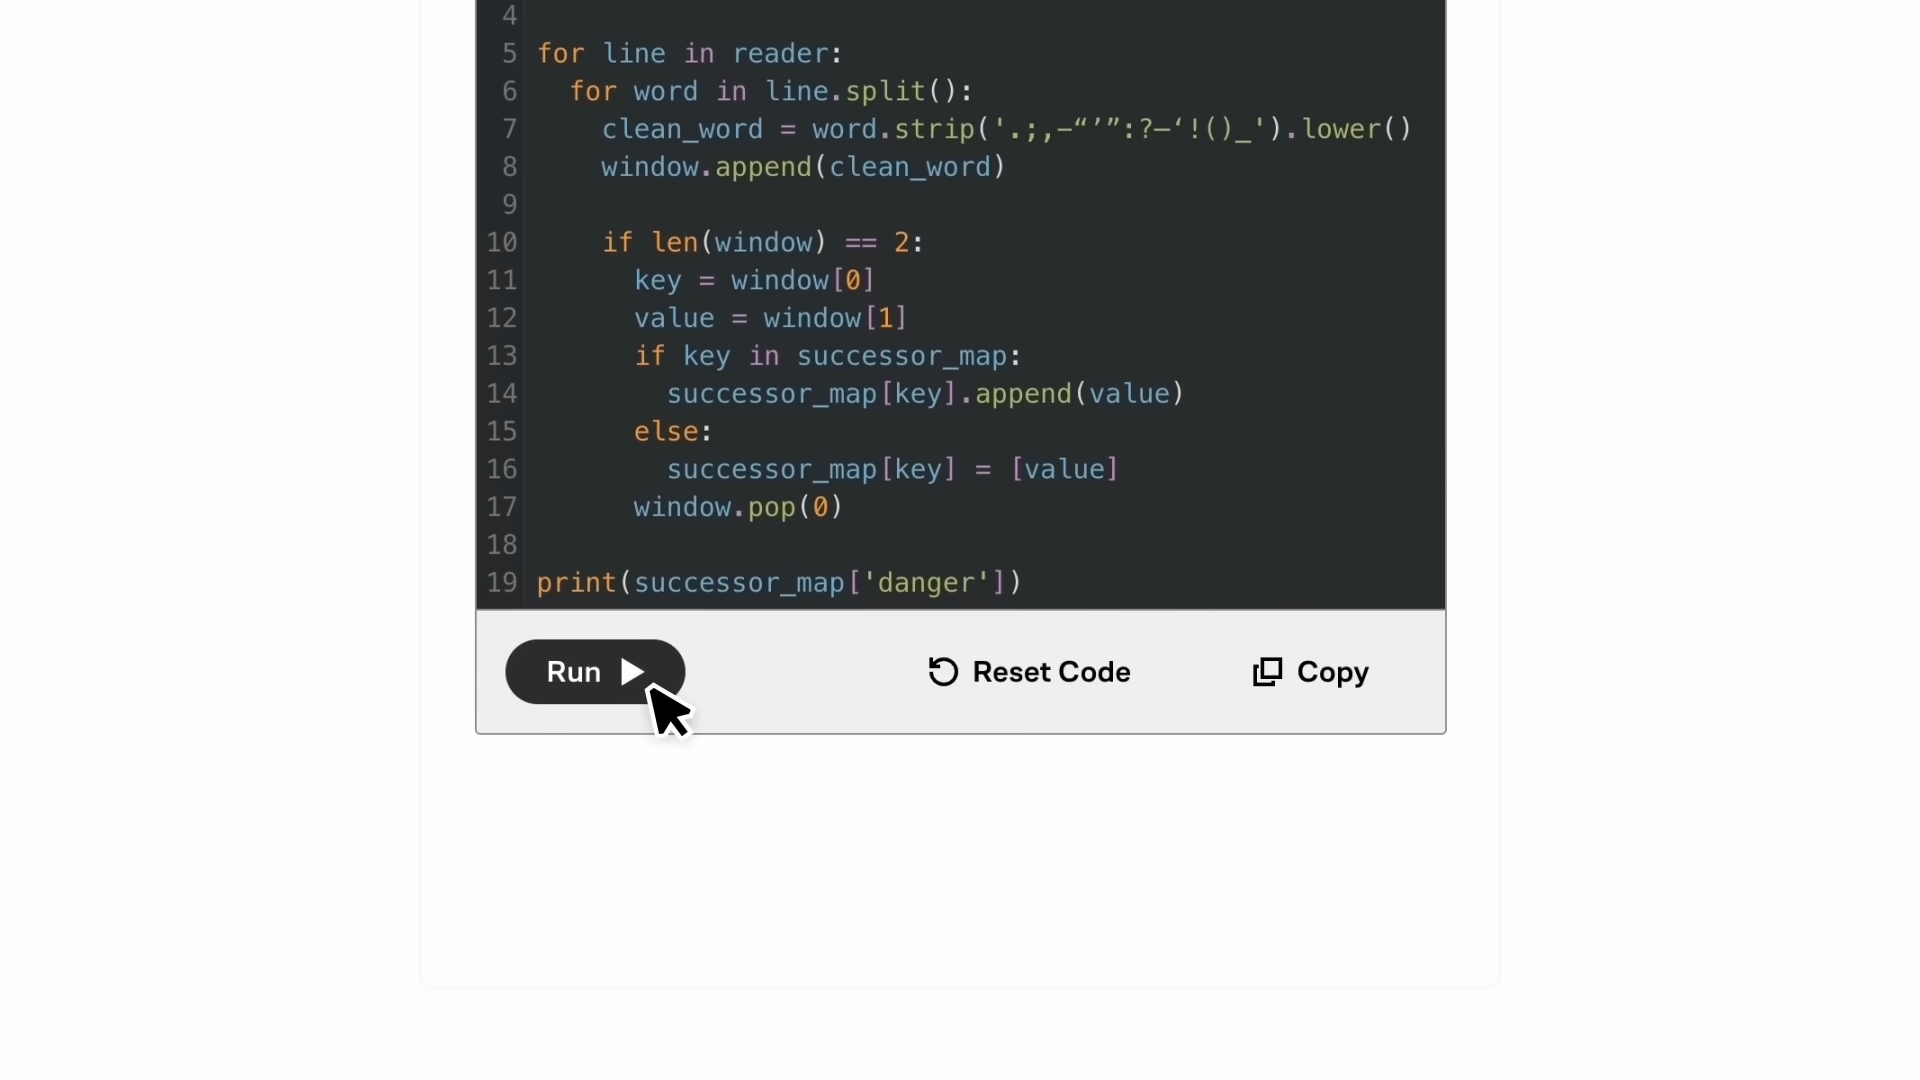 4
5 for line in reader:
6   for word in line.split():
7     clean_word = word.strip('.;,—“’”:?—‘!()_').lower()
8     window.append(clean_word)
9
10     if len(window) == 2:
11       key = window[0]
12       value = window[1]
13       if key in successor_map:
14         successor_map[key].append(value)
15       else:
16         successor_map[key] = [value]
17       window.pop(0)
18
19 print(successor_map['danger'])
Run Reset Code Copy